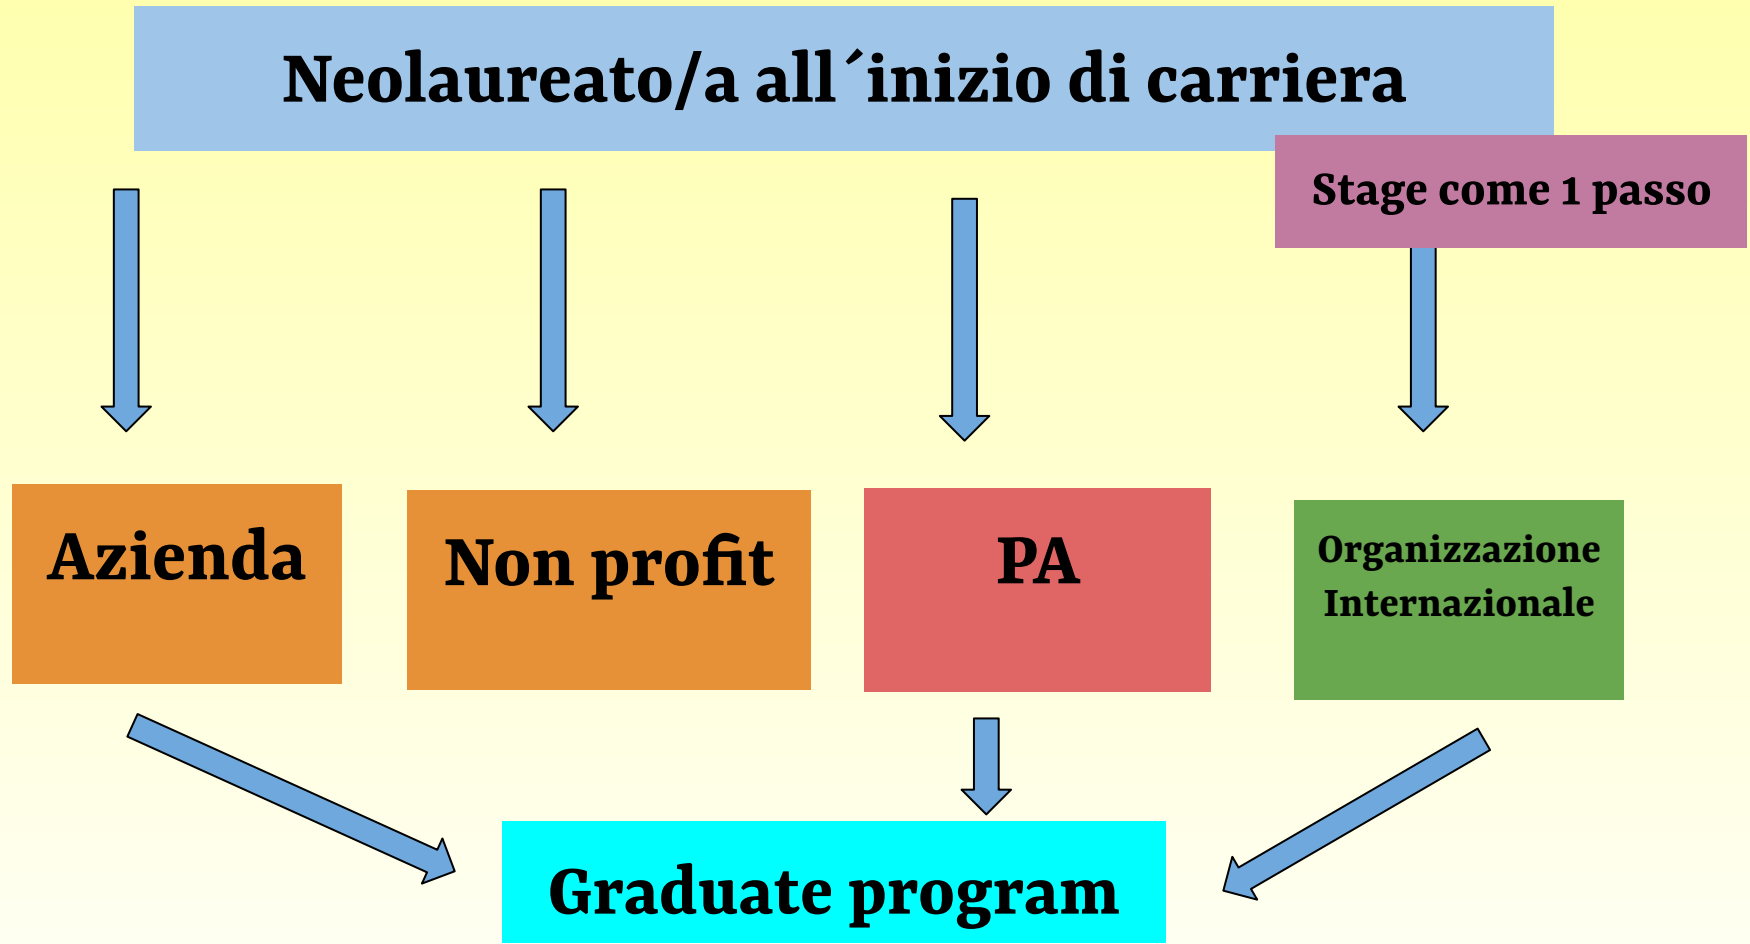 Neolaureato/a all´inizio di carriera
Stage come 1 passo
Azienda
Non profit
PA
Organizzazione
Internazionale
Graduate program